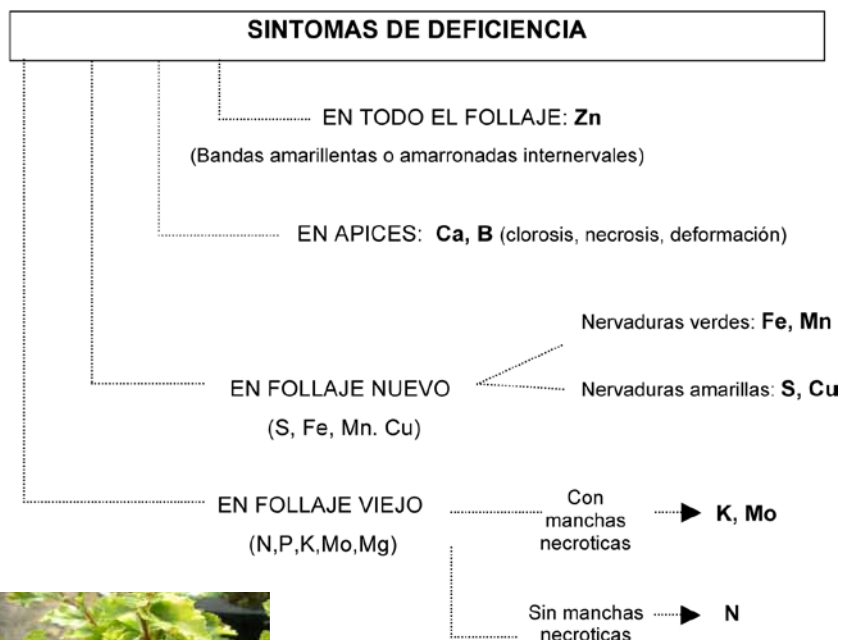 SINTOMAS DE DEFICIENCIA
EN TODO EL FOLLAJE: Zn
(Bandas amarillentas o amarronadas internervales)
EN APICES: Ca, B (clorosis, necrosis, deformación)
Nervaduras verdes: Fe, Mn
EN FOLLAJE NUEVO
Nervaduras amarillas: S, Cu
(S, Fe, Mn. Cu)
EN FOLLAJE VIEJO
(N,P,K,Mo,Mg)
Con
manchas
necroticas
K, Mo
Sin manchas
necroticas
N